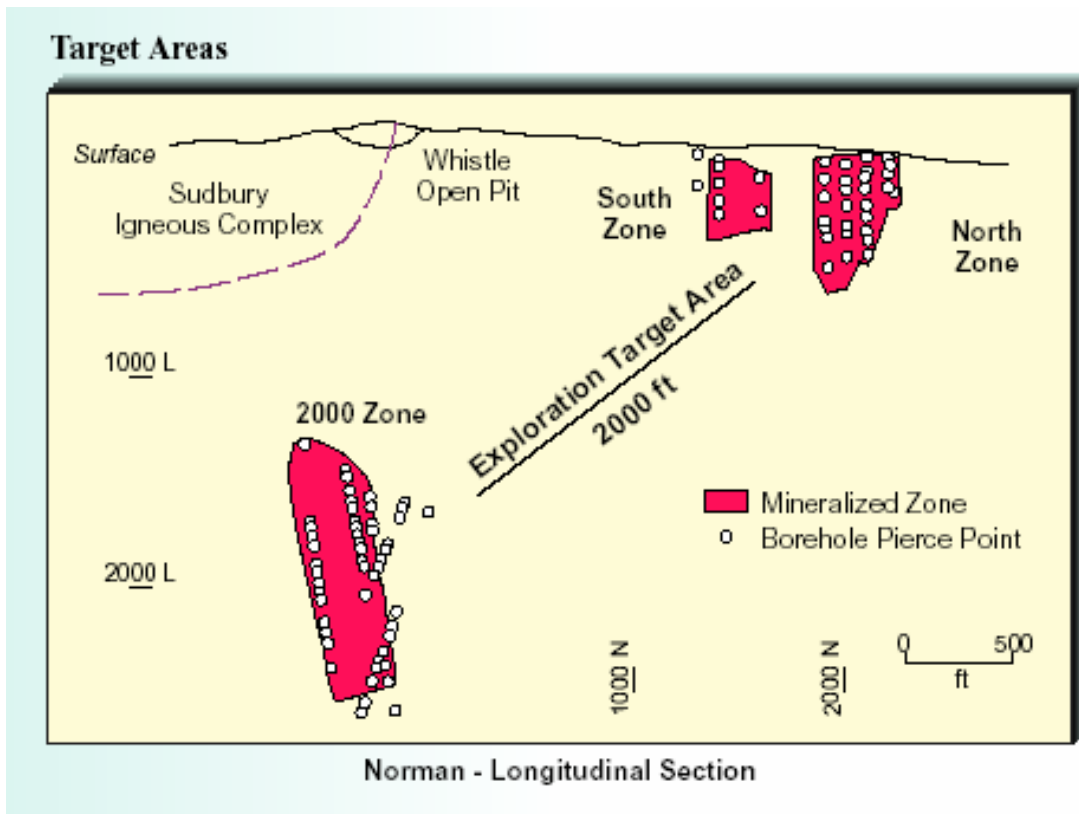 Target Areas
Surface
Sudbury
Igneous Complex
Whistle
Open Pit
South
Zone
North
Zone
1000 L
2000 Zone
Exploration Target Area
2000 ft
Mineralized Zone
Borehole Pierce Point
2000 L
1000 N
2000 N
0 500
ft
Norman - Longitudinal Section